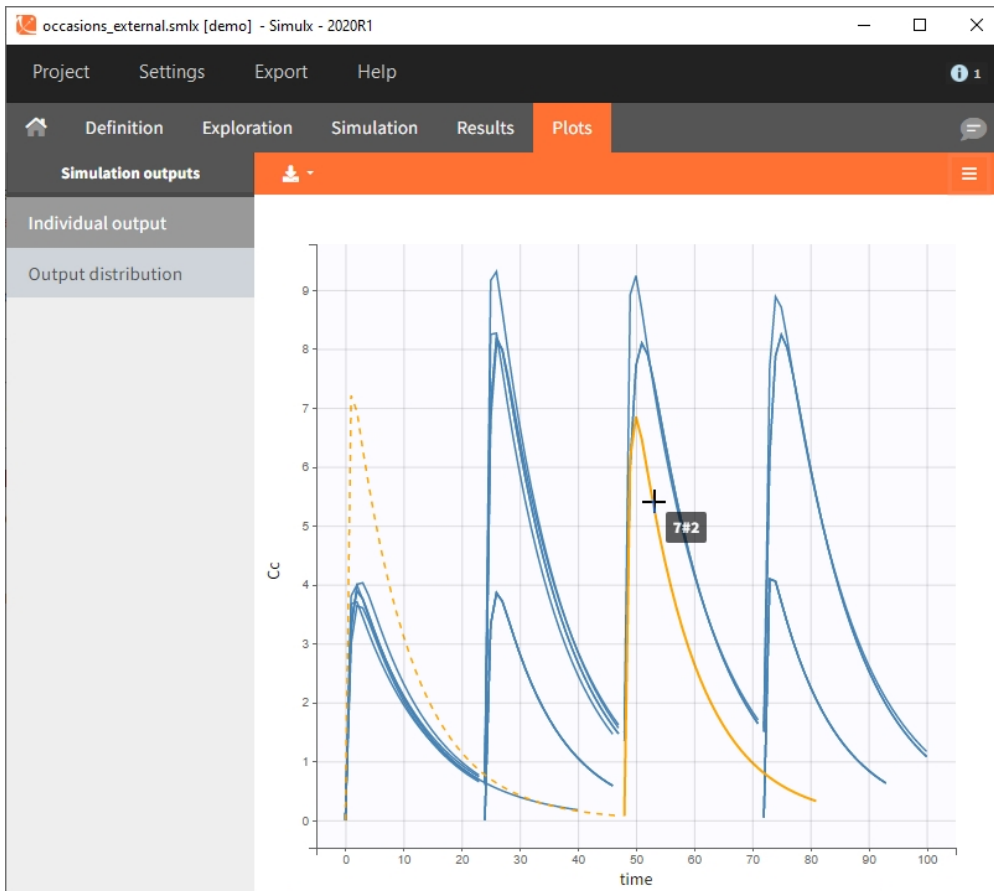 occasions_external.smlx [demo] - Simulx - 2020R1
Project Settings Export Help
1
Definition Exploration Simulation Results Plots
Simulation outputs
Individual output
Output distribution
9
8
7
6
5
4
3
2
1
0
Cc
7#2
0 10 20 30 40 50 60 70 80 90 100
time